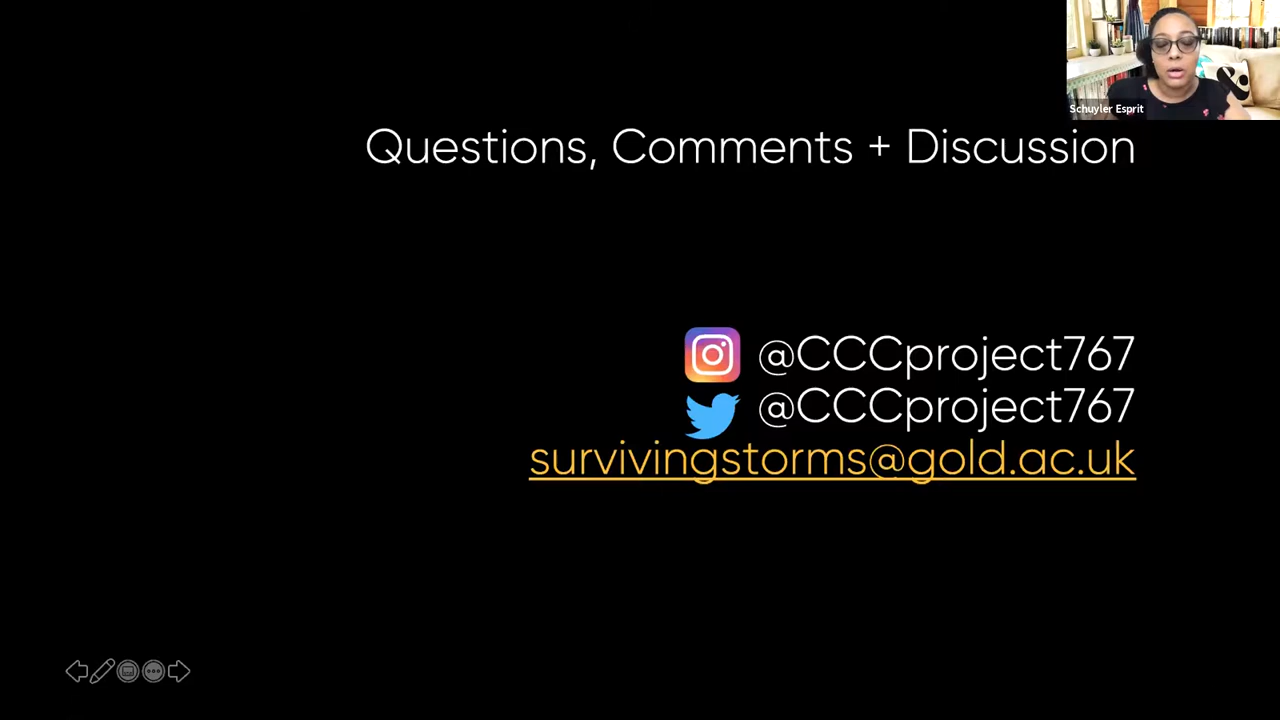 Schuyler Esprit
Questions, Comments + Discussion
@CCCproject767
@CCCproject767
survivingstorms@gold.ac.uk